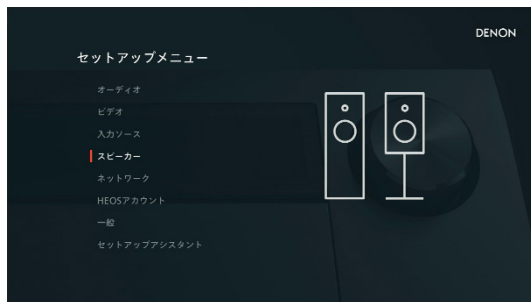 DENON
セットアップメニュー
オーディオ
ビデオ
入力ソース
スピーカー
ネットワーク
HEOSアカウント
一般
セットアップアシスタント